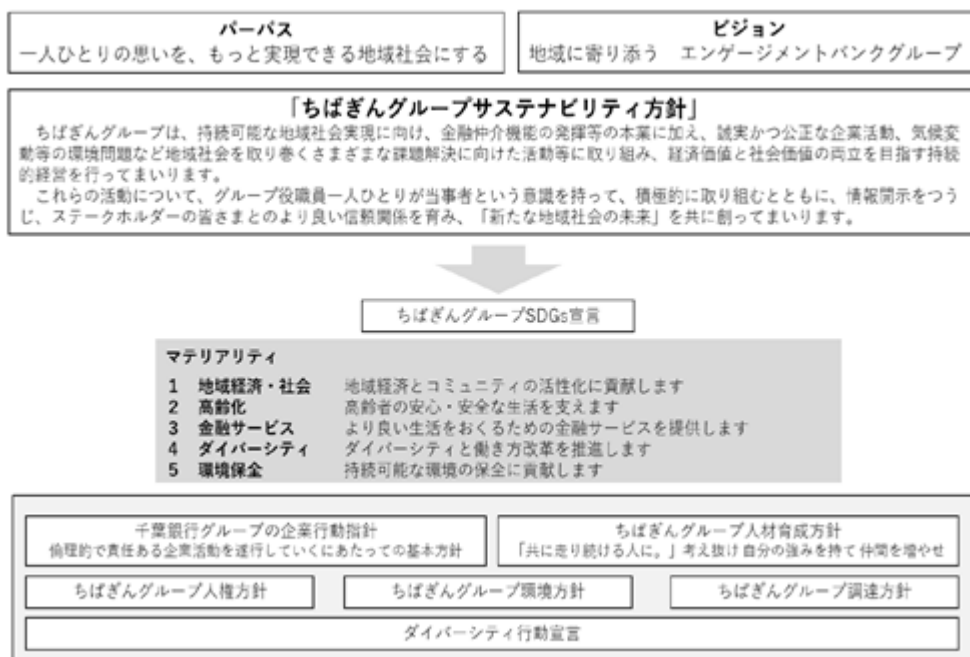 パーパス
一人ひとりの思いを、もっと実現できる地域社会にする
ビジョン
地域に寄り添う　エンゲージメントバンクグループ
「ちばぎんグループサステナビリティ方針」
ちばぎんグループは、持続可能な地域社会実現に向け、金融仲介機能の発揮等の本業に加え、誠実かつ公正な企業活動、気候変
動等の環境問題など地域社会を取り巻くさまざまな課題解決に向けた活動等に取り組み、経済価値と社会価値の両立を目指す持続
的経営を行ってまいります。
これらの活動について、グループ役職員一人ひとりが当事者という意識を持って、積極的に取り組むとともに、情報開示をつう
じ、ステークホルダーの皆さまとのより良い信頼関係を育み、「新たな地域社会の未来」を共に創ってまいります。
ちばぎんグループSDGs宣言
マテリアリティ
1　地域経済・社会　地域経済とコミュニティの活性化に貢献します
2　高齢化　高齢者の安心・安全な生活を支えます
3　金融サービス　より良い生活をおくるための金融サービスを提供します
4　ダイバーシティ　ダイバーシティと働き方改革を推進します
5　環境保全　持続可能な環境の保全に貢献します
千葉銀行グループの企業行動指針
倫理的で責任ある企業活動を遂行していくにあたっての基本方針
ちばぎんグループ人材育成方針
「共に走り続ける人に。」考え抜け 自分の強みを持て 仲間を増やせ
ちばぎんグループ人権方針
ちばぎんグループ環境方針
ちばぎんグループ調達方針
ダイバーシティ行動宣言